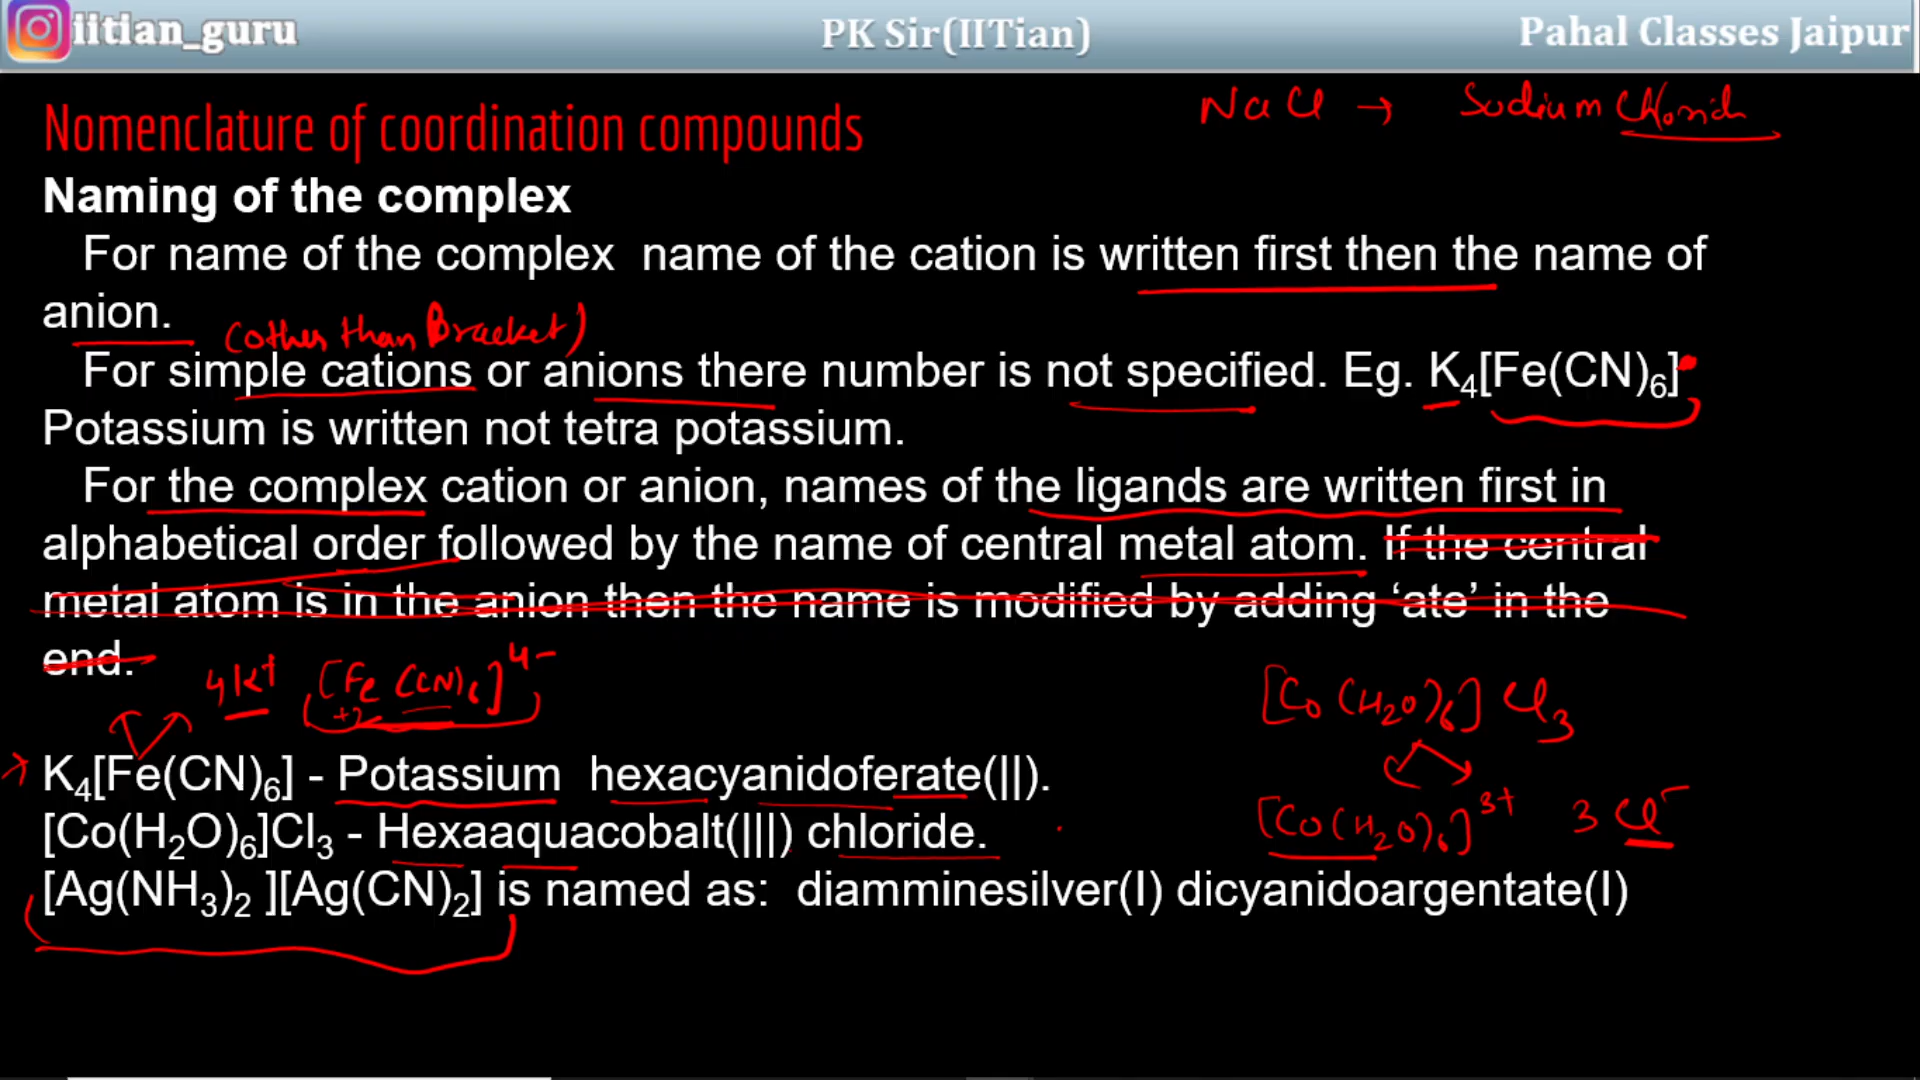 iitian_guru PK Sir(IITian) Pahal Classes Jaipur
NaCl → Sodium Chlorid
Nomenclature of coordination compounds
Naming of the complex
For name of the complex name of the cation is written first then the name of
anion.
(other than Bracket)
For simple cations or anions there number is not specified. Eg. K₄[Fe(CN)₆]
Potassium is written not tetra potassium.
For the complex cation or anion, names of the ligands are written first in
alphabetical order followed by the name of central metal atom. If the central
metal atom is in the anion then the name is modified by adding ‘ate’ in the
end.
4K⁺ [Fe(CN)₆]⁴⁻
+2
[Co(H₂O)₆]Cl₃
K₄[Fe(CN)₆] - Potassium hexacyanidoferate(||).
[Co(H₂O)₆]³⁺ 3Cl⁻
[Co(H₂O)₆]Cl₃ - Hexaaquacobalt(|||) chloride.
[Ag(NH₃)₂ ][Ag(CN)₂] is named as: diamminesilver(I) dicyanidoargentate(I)